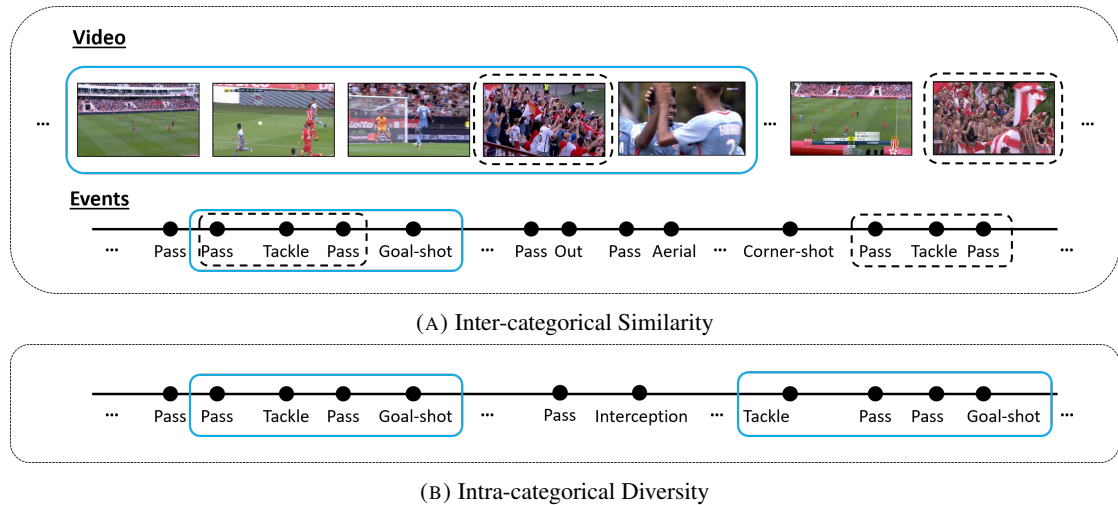 Video
... ... ...
Events
... Pass Pass Tackle Pass Goal-shot ... Pass Out Pass Aerial ... Corner-shot Pass Tackle Pass ...
(A) Inter-categorical Similarity
... Pass Pass Tackle Pass Goal-shot ... Pass Interception ... Tackle Pass Pass Goal-shot ...
(B) Intra-categorical Diversity